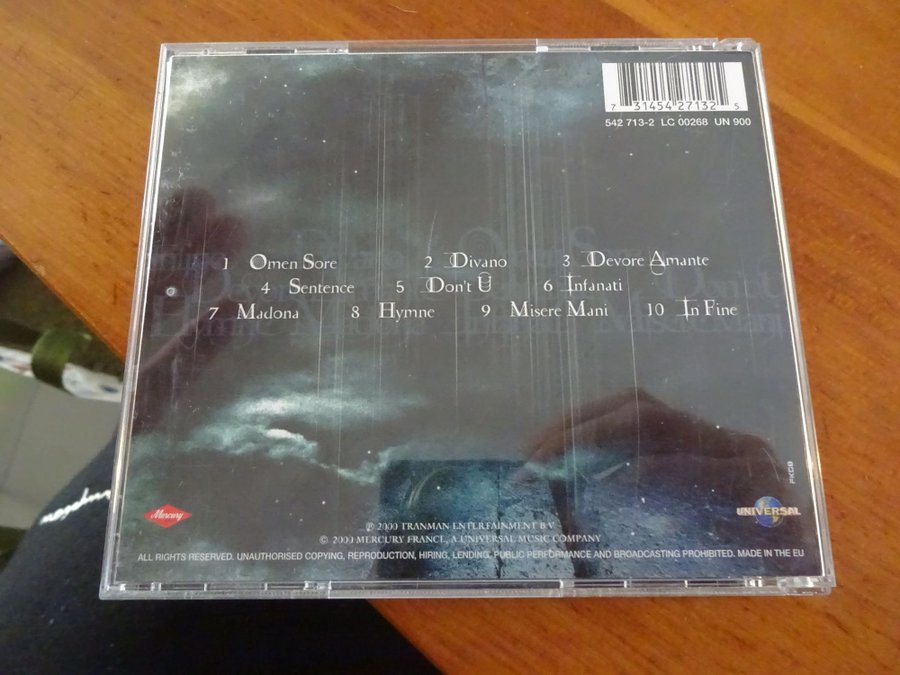 7 31454 27132 5
542 713-2 LC 00268 UN 900
1 Omen Sore 2 Divano 3 Devore Amante
4 Sentence 5 Don't U 6 Infanati
7 Madona 8 Hymne 9 Misere Mani 10 In Fine
PKGB
Mercury
UNIVERSAL
℗ 2000 TRANMAN ENTERTAINMENT B V
© 2000 MERCURY FRANCE, A UNIVERSAL MUSIC COMPANY
ALL RIGHTS RESERVED. UNAUTHORISED COPYING, REPRODUCTION, HIRING, LENDING, PUBLIC PERFORMANCE AND BROADCASTING PROHIBITED. MADE IN THE EU